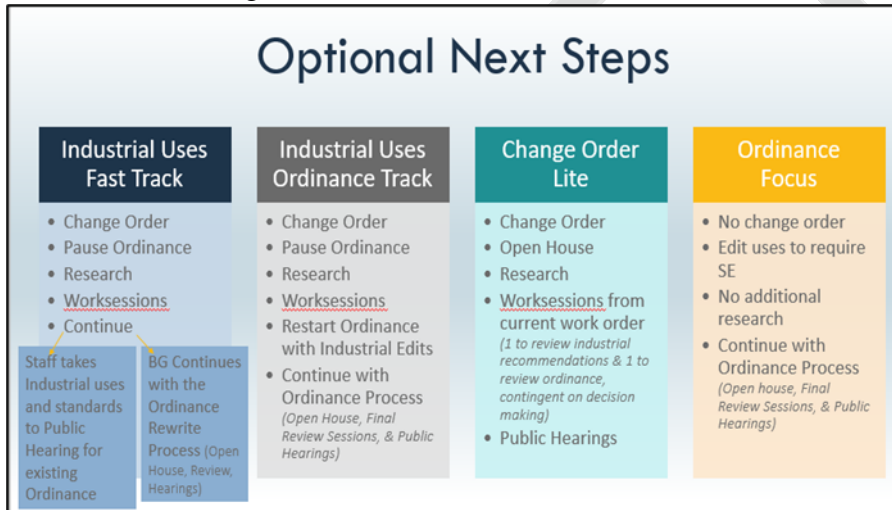 Optional Next Steps
Industrial Uses
Fast Track
• Change Order
• Pause Ordinance
• Research
• Worksessions
• Continue
Staff takes
Industrial uses
and standards
to Public
Hearing for
existing
Ordinance
BG Continues
with the
Ordinance
Rewrite
Process (Open
House, Review,
Hearings)
Industrial Uses
Ordinance Track
• Change Order
• Pause Ordinance
• Research
• Worksessions
• Restart Ordinance
with Industrial Edits
• Continue with
Ordinance Process
(Open House, Final
Review Sessions, & Public
Hearings)
Change Order
Lite
• Change Order
• Open House
• Research
• Worksessions from
current work order
(1 to review industrial
recommendations & 1 to
review ordinance,
contingent on decision
making)
• Public Hearings
Ordinance
Focus
• No change order
• Edit uses to require
SE
• No additional
research
• Continue with
Ordinance Process
(Open house, Final
Review Sessions, & Public
Hearings)